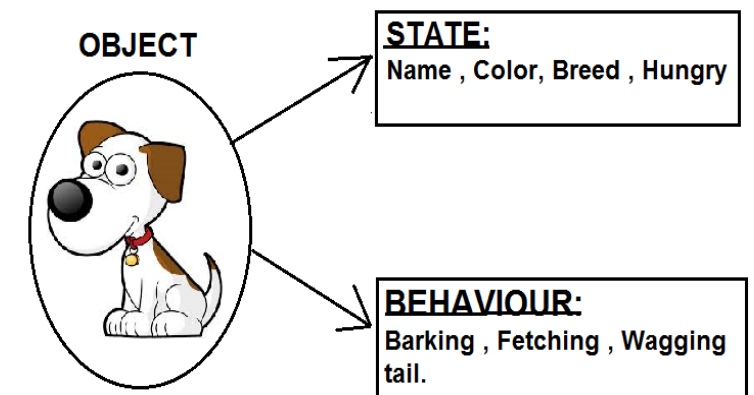 OBJECT
STATE:
Name , Color, Breed , Hungry
BEHAVIOUR:
Barking , Fetching , Wagging
tail.